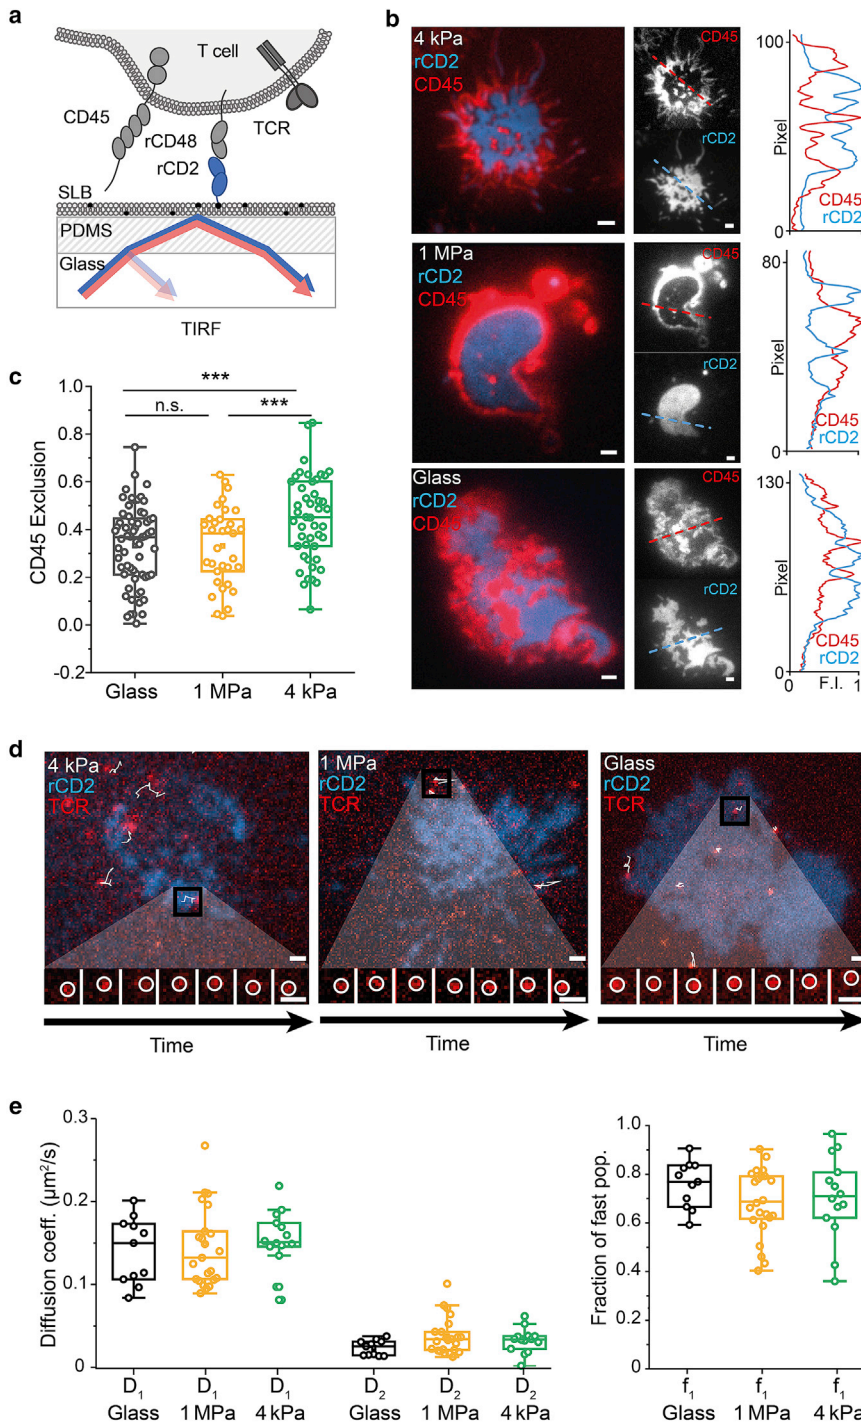 a
T cell
CD45
rCD48
TCR
rCD2
SLB
PDMS
Glass
TIRF
b
4 kPa
rCD2
CD45
CD45
rCD2
100
Pixel
0
CD45
rCD2
1 MPa
rCD2
CD45
CD45
rCD2
80
Pixel
0
CD45
rCD2
Glass
rCD2
CD45
CD45
rCD2
130
Pixel
0
CD45
rCD2
0 F.I. 1
c
CD45 Exclusion
1.0
0.8
0.6
0.4
0.2
0.0
-0.2
***
n.s.
***
Glass 1 MPa 4 kPa
d
4 kPa
rCD2
TCR
1 MPa
rCD2
TCR
Glass
rCD2
TCR
Time
Time
Time
e
Diffusion coeff. (µm²/s)
0.3
0.2
0.1
0
D₁ D₁ D₁ D₂ D₂ D₂
Glass 1 MPa 4 kPa Glass 1 MPa 4 kPa
Fraction of fast pop.
1.0
0.8
0.6
0.4
0.2
0
f₁ f₁ f₁
Glass 1 MPa 4 kPa